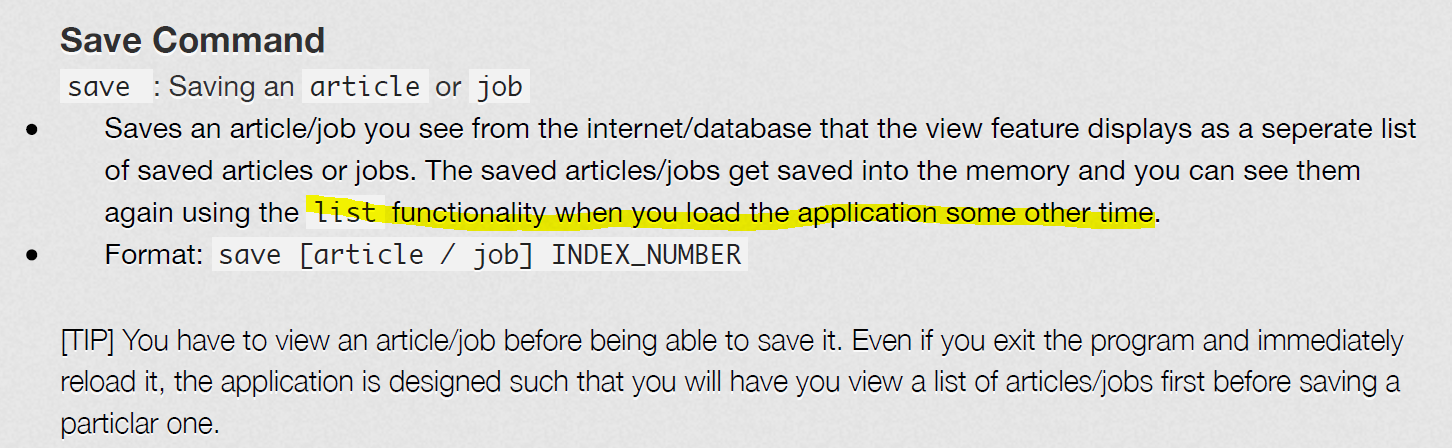 Save Command
save : Saving an article or job
• Saves an article/job you see from the internet/database that the view feature displays as a seperate list
of saved articles or jobs. The saved articles/jobs get saved into the memory and you can see them
again using the list functionality when you load the application some other time.
• Format: save [article / job] INDEX_NUMBER
[TIP] You have to view an article/job before being able to save it. Even if you exit the program and immediately
reload it, the application is designed such that you will have you view a list of articles/jobs first before saving a
particlar one.